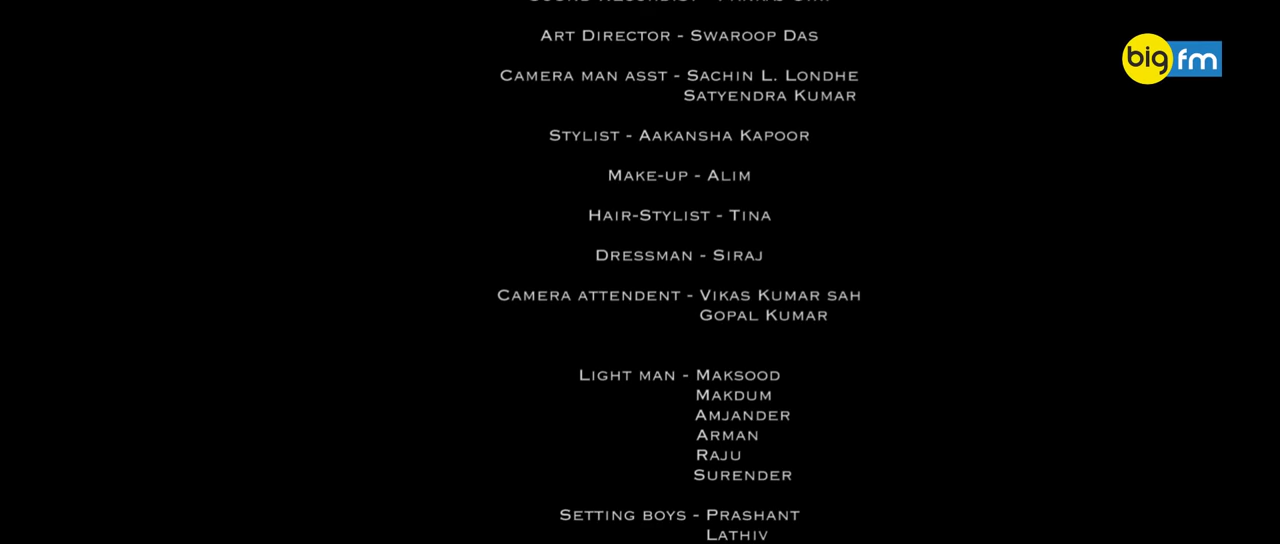 ART DIRECTOR - SWAROOP DAS
big fm
CAMERA MAN ASST - SACHIN L. LONDHE
SATYENDRA KUMAR
STYLIST - AAKANSHA KAPOOR
MAKE-UP - ALIM
HAIR-STYLIST - TINA
DRESSMAN - SIRAJ
CAMERA ATTENDENT - VIKAS KUMAR SAH
GOPAL KUMAR
LIGHT MAN - MAKSOOD
MAKDUM
AMJANDER
ARMAN
RAJU
SURENDER
SETTING BOYS - PRASHANT
LATHIV